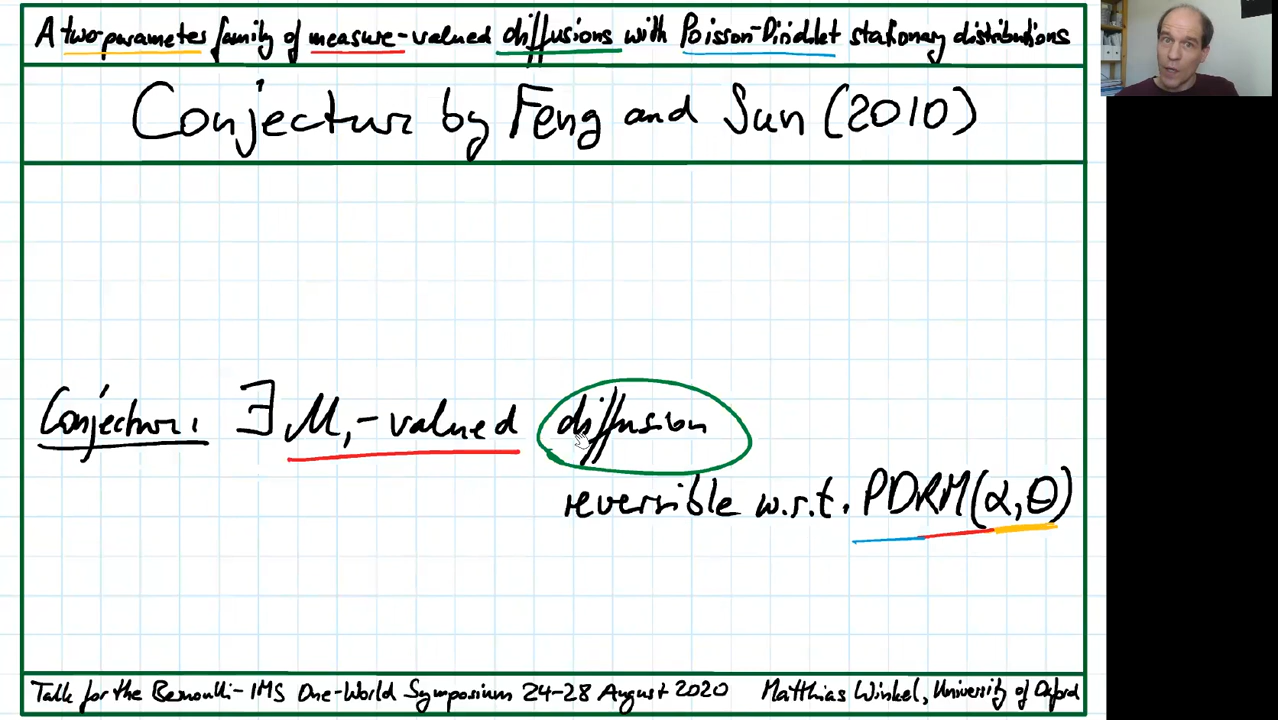 A two-parameter family of measure-valued diffusions with Poisson-Dirichlet stationary distributions
Conjecture by Feng and Sun (2010)
Conjecture: ∃ M₁-valued diffusion
reversible w.r.t. PDRM(α,θ)
Talk for the Bernoulli-IMS One-World Symposium 24-28 August 2020 Matthias Winkel, University of Oxford